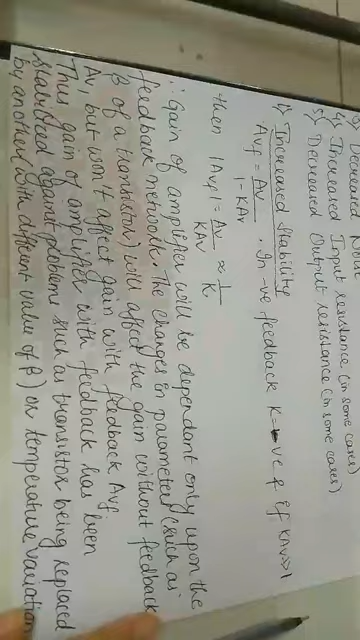 3) Decreased Noise
4) Increased Input resistance (in some cases)
5) Decreased Output resistance (in some cases)
1) Increased Stability
Avf = Av / 1 - KAv . In -ve feedback K = -ve & if KAv>>1
then |Avf| = Av / KAv ≈ 1 / K
∴ Gain of amplifier will be dependant only upon the
feedback network. The changes in parameter (such as
β of a transistor) will affect the gain without feedback
Av, but won't affect gain with feedback Avf
Thus gain of amplifier with feedback has been
stabilized against problems such as transistor being replaced
by another (with different value of β) or temperature variation